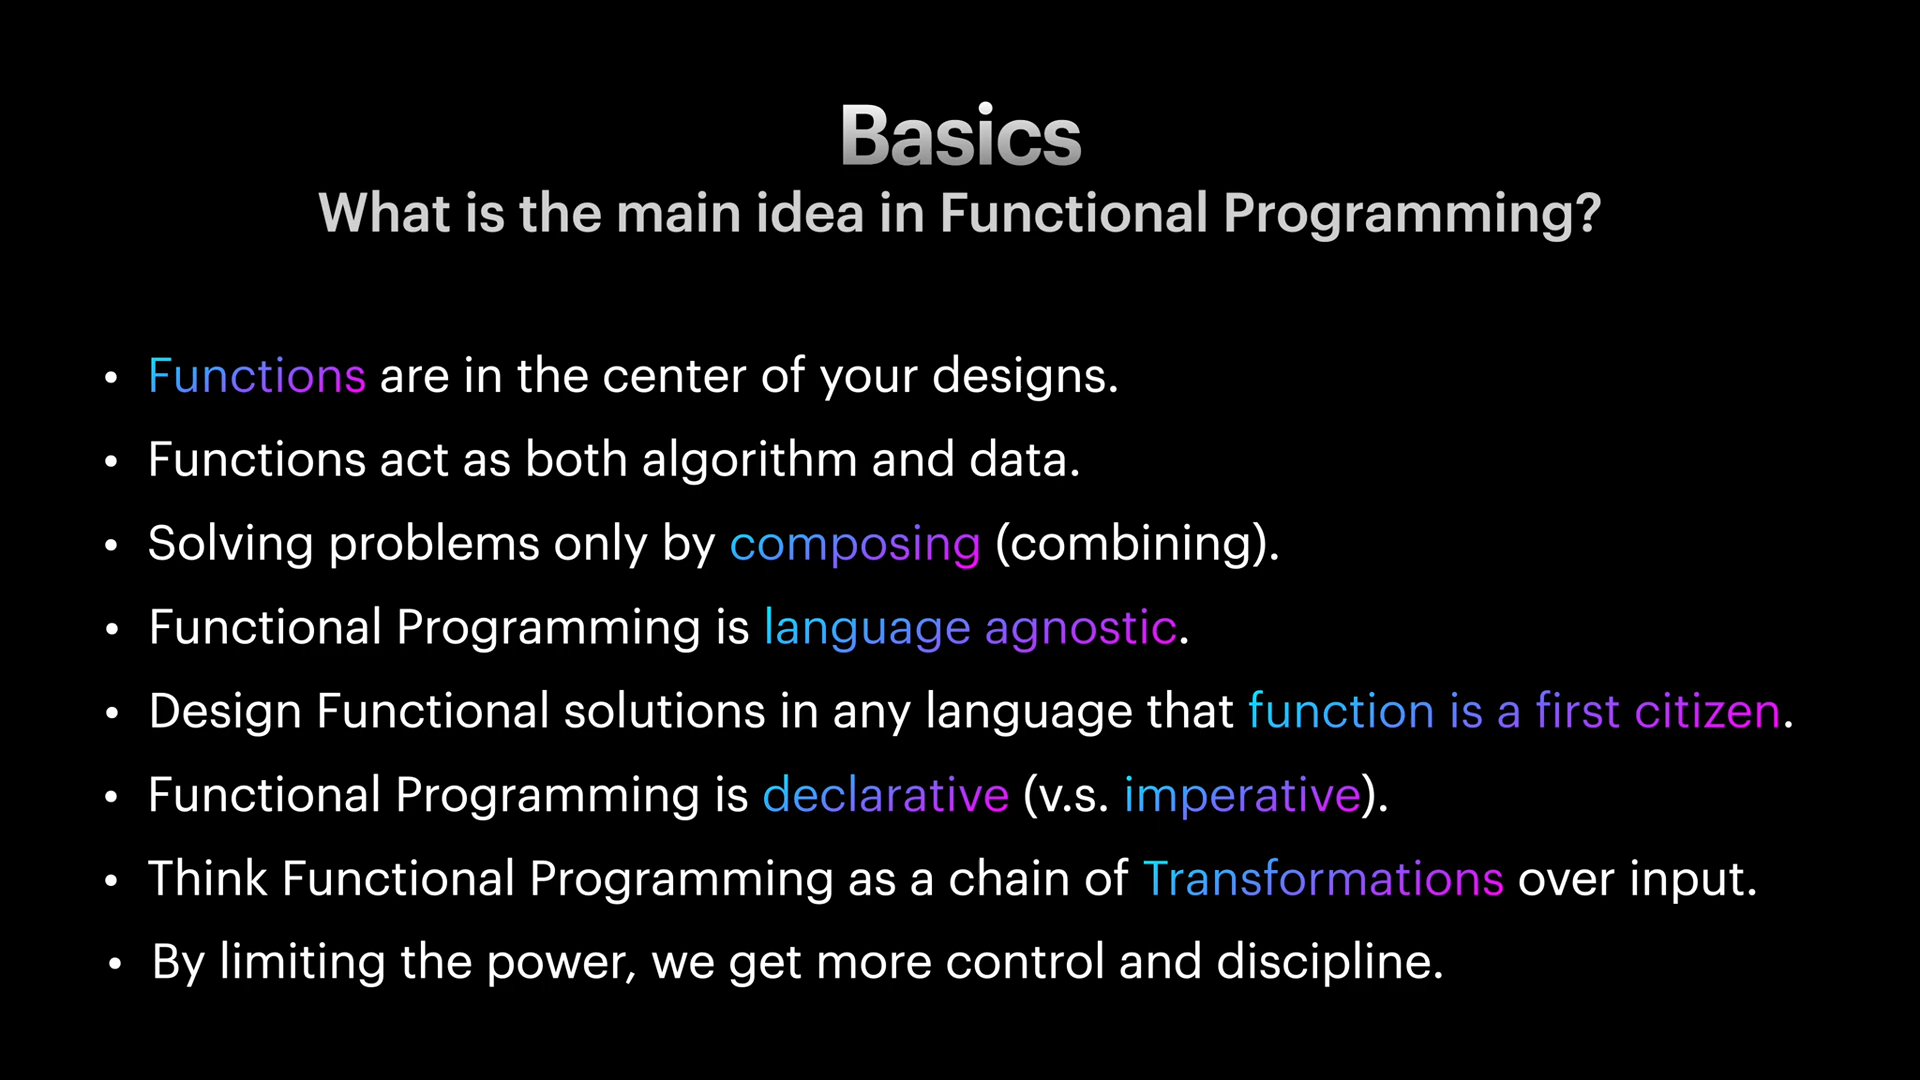 Basics
What is the main idea in Functional Programming?
• Functions are in the center of your designs.
• Functions act as both algorithm and data.
• Solving problems only by composing (combining).
• Functional Programming is language agnostic.
• Design Functional solutions in any language that function is a first citizen.
• Functional Programming is declarative (v.s. imperative).
• Think Functional Programming as a chain of Transformations over input.
• By limiting the power, we get more control and discipline.